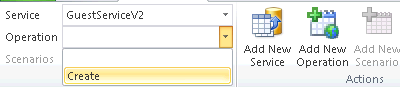 Service GuestServiceV2
Operation
Scenarios
Create
Add New Service
Add New Operation
Add New Scenario
Actions